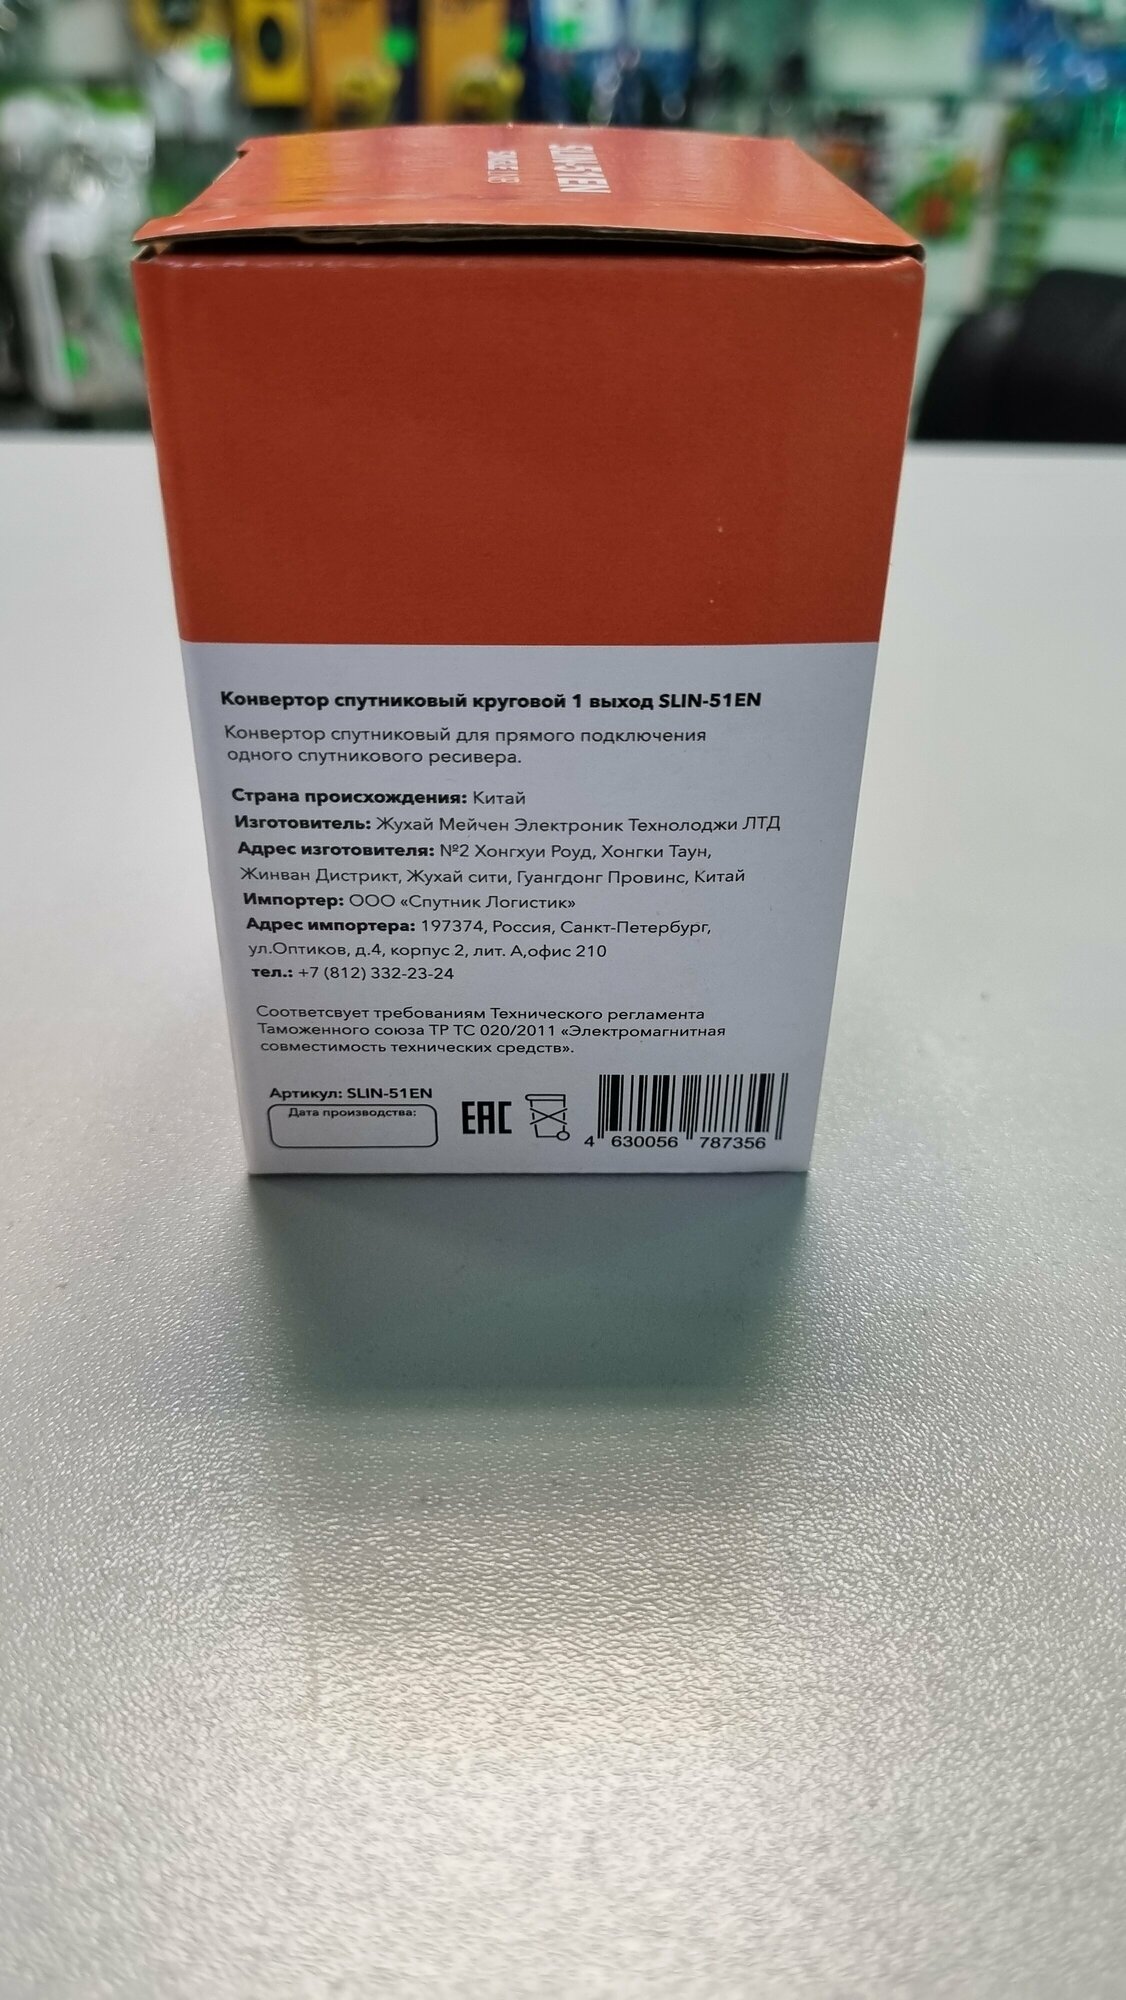 SINGLE LNB
SLIM-51EN
Конвертор спутниковый круговой 1 выход SLIN-51EN
Конвертор спутниковый для прямого подключения
одного спутникового ресивера.
Страна происхождения: Китай
Изготовитель: Жухай Мейчен Электроник Технолоджи ЛТД
Адрес изготовителя: №2 Хонгхуи Роуд, Хонгки Таун,
Жинван Дистрикт, Жухай сити, Гуангдонг Провинс, Китай
Импортер: ООО «Спутник Логистик»
Адрес импортера: 197374, Россия, Санкт-Петербург,
ул.Оптиков, д.4, корпус 2, лит. А,офис 210
тел.: +7 (812) 332-23-24
Соответсвует требованиям Технического регламента
Таможенного союза ТР ТС 020/2011 «Электромагнитная
совместимость технических средств».
Артикул: SLIN-51EN
Дата производства:
EAC
4 630056 787356